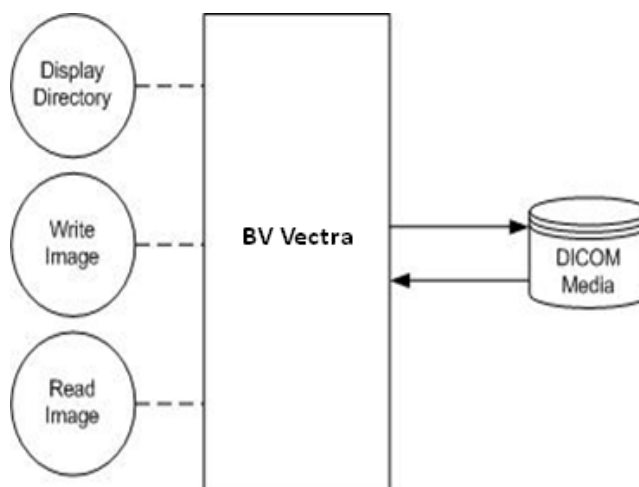 Display
Directory
Write
Image
BV Vectra
DICOM
Media
Read
Image